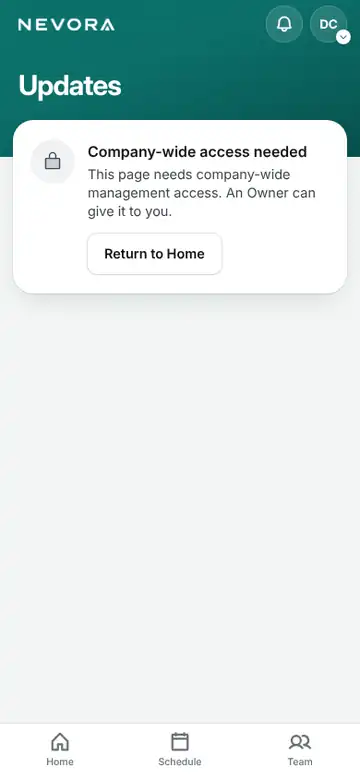 NEVORA
DC
Updates
Company-wide access needed
This page needs company-wide
management access. An Owner can
give it to you.
Return to Home
Home
Schedule
Team